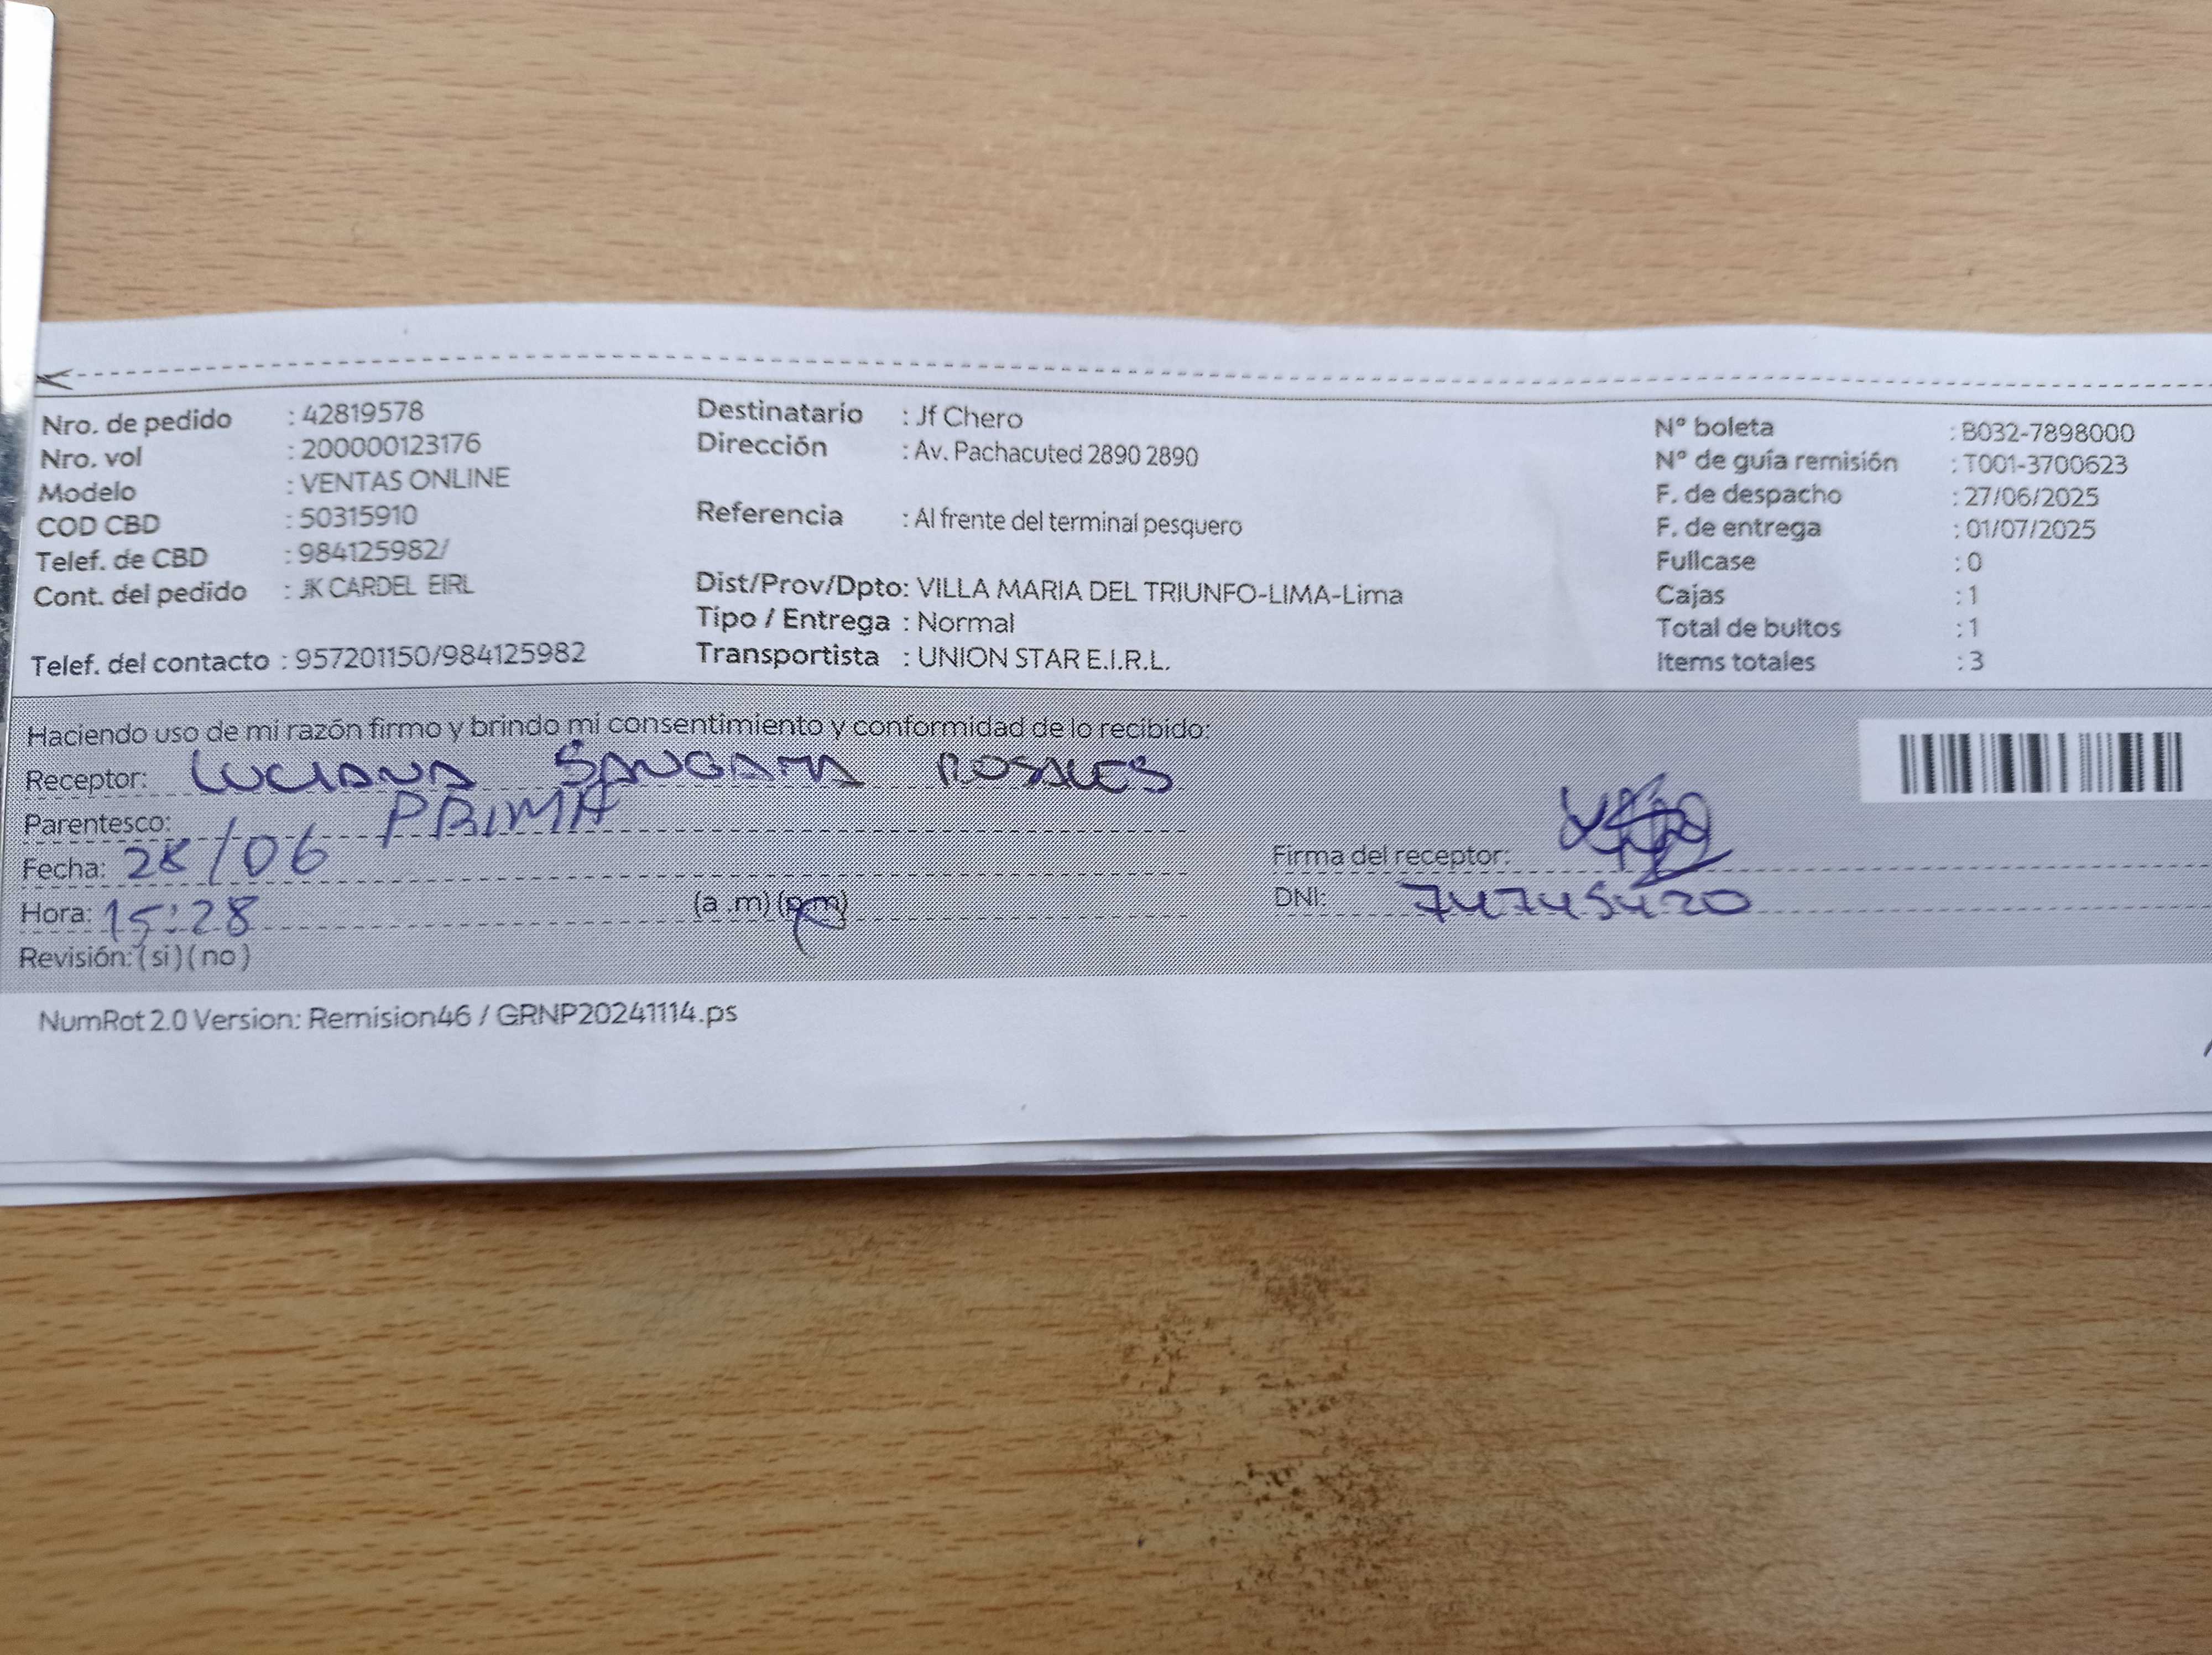 Nro. de pedido : 42819578
Nro. vol : 200000123176
Modelo : VENTAS ONLINE
COD CBD : 50315910
Telef. de CBD : 984125982/
Cont. del pedido : JK CARDEL EIRL
Telef. del contacto : 957201150/984125982
Destinatario : Jf Chero
Dirección : Av. Pachacuted 2890 2890
Referencia : Al frente del terminal pesquero
Dist/Prov/Dpto: VILLA MARIA DEL TRIUNFO-LIMA-Lima
Tipo / Entrega : Normal
Transportista : UNION STAR E.I.R.L.
N° boleta : B032-7898000
N° de guía remisión : T001-3700623
F. de despacho : 27/06/2025
F. de entrega : 01/07/2025
Fullcase : 0
Cajas : 1
Total de bultos : 1
Items totales : 3
Haciendo uso de mi razón firmo y brindo mi consentimiento y conformidad de lo recibido:
Receptor: LUCIANA SANGAMA ROSALES
Parentesco: PRIMA
Fecha: 28/06
Hora: 15:28 (a .m) (p.m)
Revisión: (si) ( no )
Firma del receptor:
DNI: 74745420
NumRot 2.0 Version: Remision46 / GRNP20241114.ps